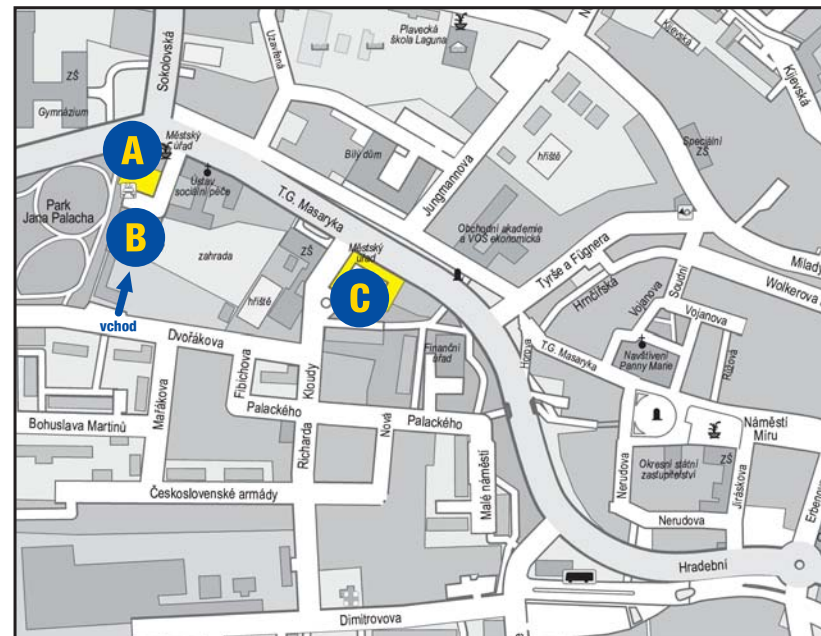 Plavecká
škola Laguna
Kijevská
Kijevská
Uzavřená
Sokolovská
ZŠ
Gymnázium
A
Městský
úřad
Bílý dům
hřiště
Speciální
ZŠ
Ústav
sociální péče
Park
Jana Palacha
T.G. Masaryka
Jungmannova
B
Obchodní akademie
a VOŠ ekonomická
zahrada
ZŠ
Městský
úřad
Tyrše a Fügnera
Milady
Soudní
Wolkerova
hřiště
C
Hrnčířská
Vojanova
Vojanova
vchod
Dvořákova
T.G. Masaryka
Navštívení
Panny Marie
Růžová
Finanční
úřad
Fibichova
Kloudy
Mařákova
Palackého
Nová
Palackého
Bohuslava Martinů
Náměstí
Míru
Richarda
Okresní státní
zastupitelství
ZŠ
Malé náměstí
Nerudova
Jiráskova
Československé armády
Nerudova
Hradební
Dimitrovova